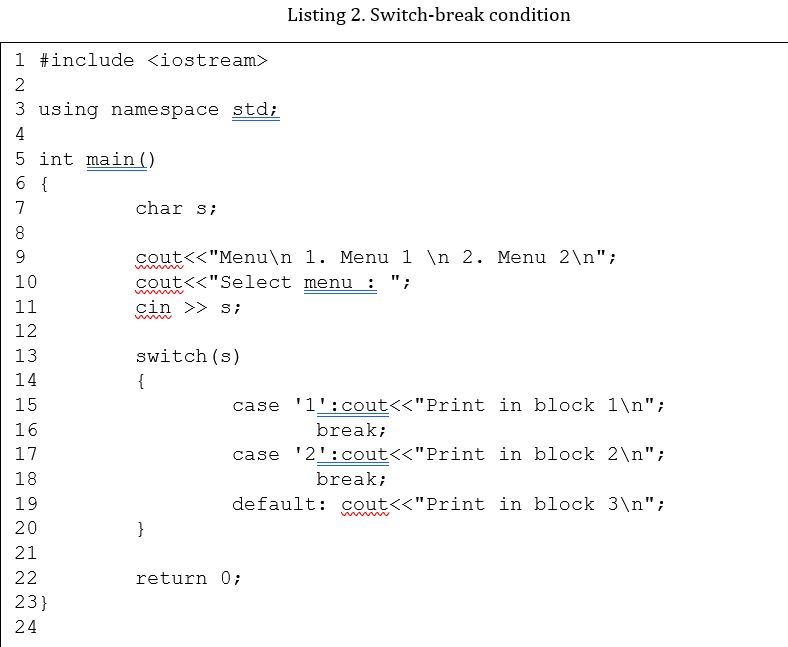 Listing 2. Switch-break condition
1 #include <iostream>
2
3 using namespace std;
4
5 int main()
6 {
7 char s;
8
9 cout<<"Menu\n 1. Menu 1 \n 2. Menu 2\n";
10 cout<<"Select menu : ";
11 cin >> s;
12
13 switch(s)
14 {
15 case '1':cout<<"Print in block 1\n";
16 break;
17 case '2':cout<<"Print in block 2\n";
18 break;
19 default: cout<<"Print in block 3\n";
20 }
21
22 return 0;
23}
24